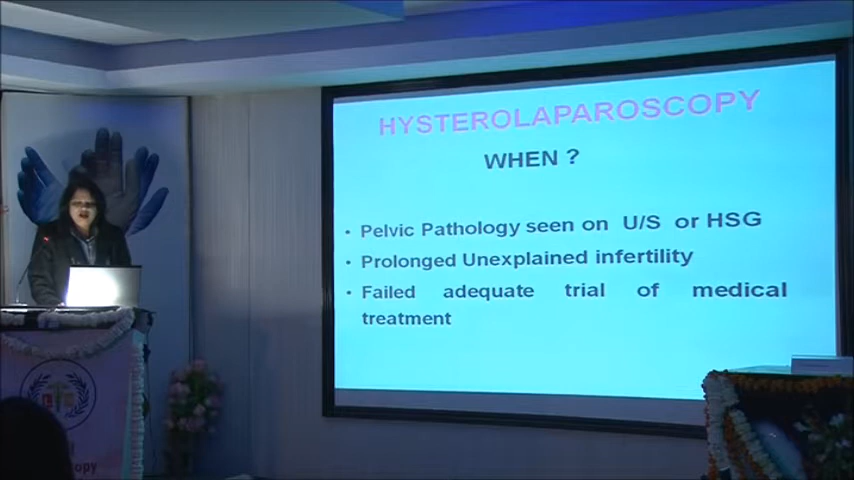 HYSTEROLAPAROSCOPY
WHEN ?
• Pelvic Pathology seen on U/S or HSG
• Prolonged Unexplained infertility
• Failed adequate trial of medical
treatment